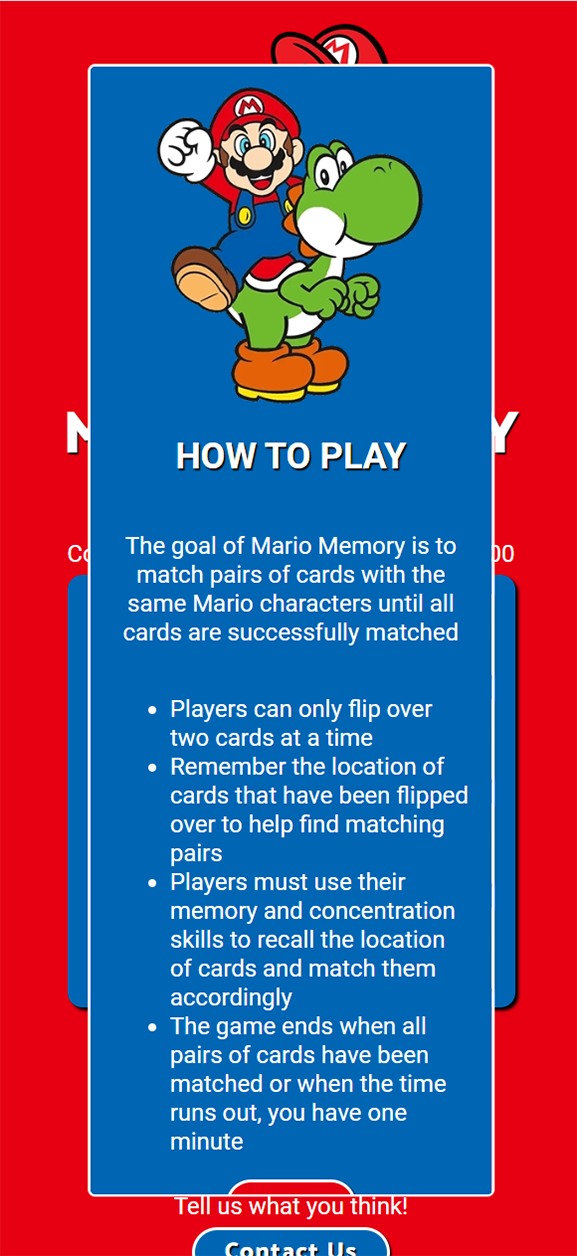 M
M
M Y
HOW TO PLAY
Co 00
The goal of Mario Memory is to
match pairs of cards with the
same Mario characters until all
cards are successfully matched
• Players can only flip over
two cards at a time
• Remember the location of
cards that have been flipped
over to help find matching
pairs
• Players must use their
memory and concentration
skills to recall the location
of cards and match them
accordingly
• The game ends when all
pairs of cards have been
matched or when the time
runs out, you have one
minute
Tell us what you think!
Contact Us